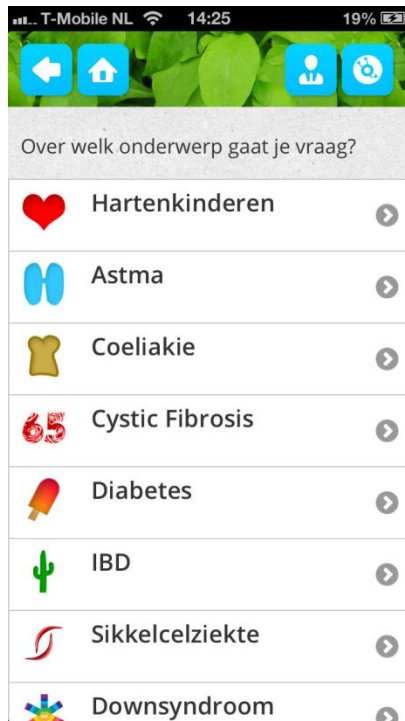 T-Mobile NL 14:25 19%
Over welk onderwerp gaat je vraag?
Hartenkinderen
Astma
Coeliakie
65 Cystic Fibrosis
Diabetes
IBD
Sikkelcelziekte
Downsyndroom